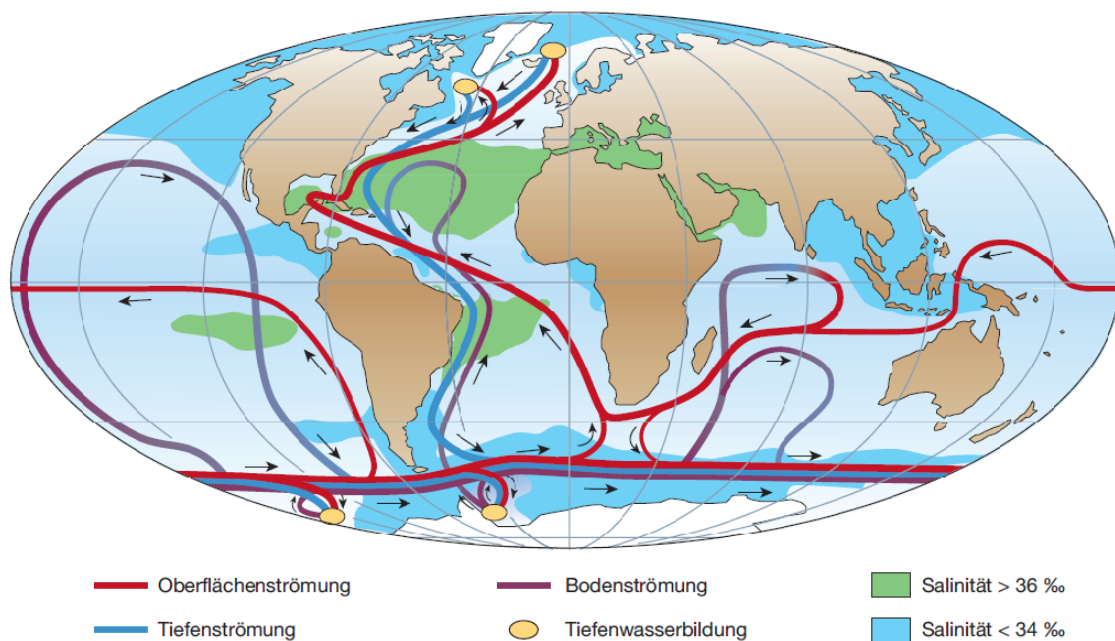 Oberflächenströmung
Bodenströmung
Salinität > 36 ‰
Tiefenströmung
Tiefenwasserbildung
Salinität < 34 ‰